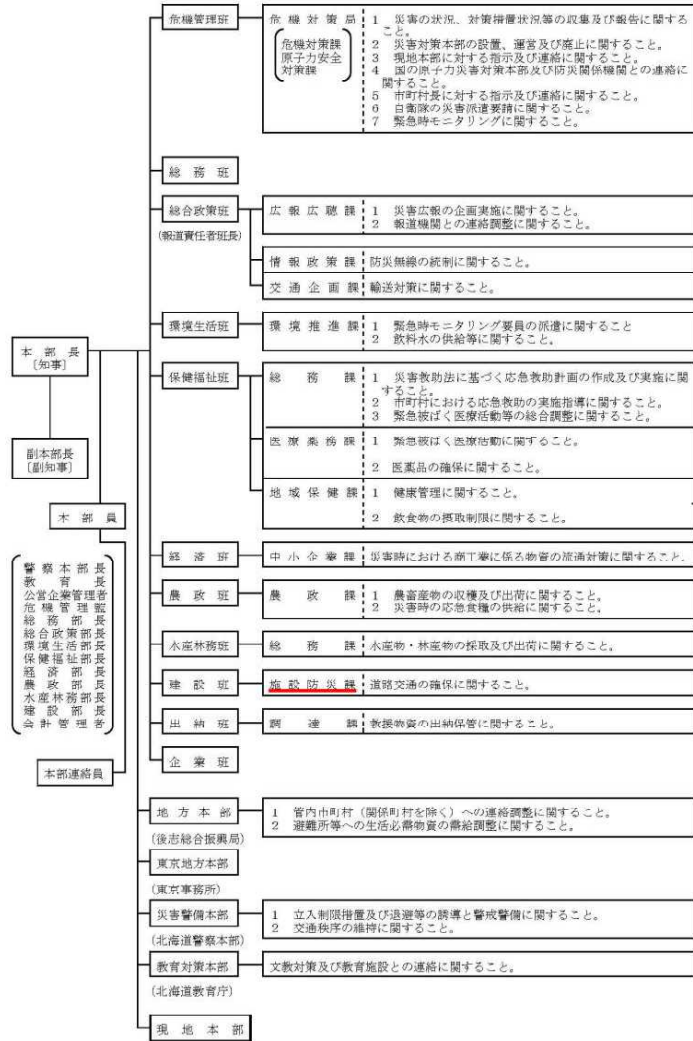 危機管理班
危機対策局
危機対策課
原子力安全
対策課
1 災害の状況、対策措置状況等の収集及び報告に関する
こと。
2 災害対策本部の設置、運営及び廃止に関すること。
3 現地本部に対する指示及び連絡に関すること。
4 国の原子力災害対策本部及び防災関係機関との連絡に
関すること。
5 市町村長に対する指示及び連絡に関すること。
6 自衛隊の災害派遣要請に関すること。
7 緊急時モニタリングに関すること。
総務班
総合政策班
(報道責任者班長)
広報広聴課
1 災害広報の企画実施に関すること。
2 報道機関との連絡調整に関すること。
情報政策課 防災無線の統制に関すること。
交通企画課 輸送対策に関すること。
環境生活班
環境推進課
1 緊急時モニタリング要員の派遣に関すること
2 飲料水の供給等に関すること。
本部長
[知事]
副本部長
[副知事]
本部員
警察本部長
教育長
公営企業管理者
危機管理監
総務部長
総合政策部長
環境生活部長
保健福祉部長
経済部長
農政部長
水産林務部長
建設部長
会計管理者
本部連絡員
保健福祉班
総務課
1 災害救助法に基づく応急救助計画の作成及び実施に関
すること。
2 市町村における応急救助の実施指導に関すること。
3 緊急被ばく医療活動等の総合調整に関すること。
医療薬務課
1 緊急被ばく医療活動に関すること。
2 医薬品の確保に関すること。
地域保健課
1 健康管理に関すること。
2 飲食物の摂取制限に関すること。
経済班
中小企業課 災害時における商工業に係る物資の流通対策に関すること。
農政班
農政課
1 農畜産物の収穫及び出荷に関すること。
2 災害時の応急食糧の供給に関すること。
水産林務班
総務課 水産物・林産物の採取及び出荷に関すること。
建設班
施設防災課 道路交通の確保に関すること。
出納班
調達課 救援物資の出納保管に関すること。
企業班
地方本部
(後志総合振興局)
1 管内市町村(関係町村を除く)への連絡調整に関すること。
2 避難所等への生活必需物資の需給調整に関すること。
東京地方本部
(東京事務所)
災害警備本部
(北海道警察本部)
1 立入制限措置及び退避等の誘導と警戒警備に関すること。
2 交通秩序の維持に関すること。
教育対策本部
(北海道教育庁)
文教対策及び教育施設との連絡に関すること。
現地本部